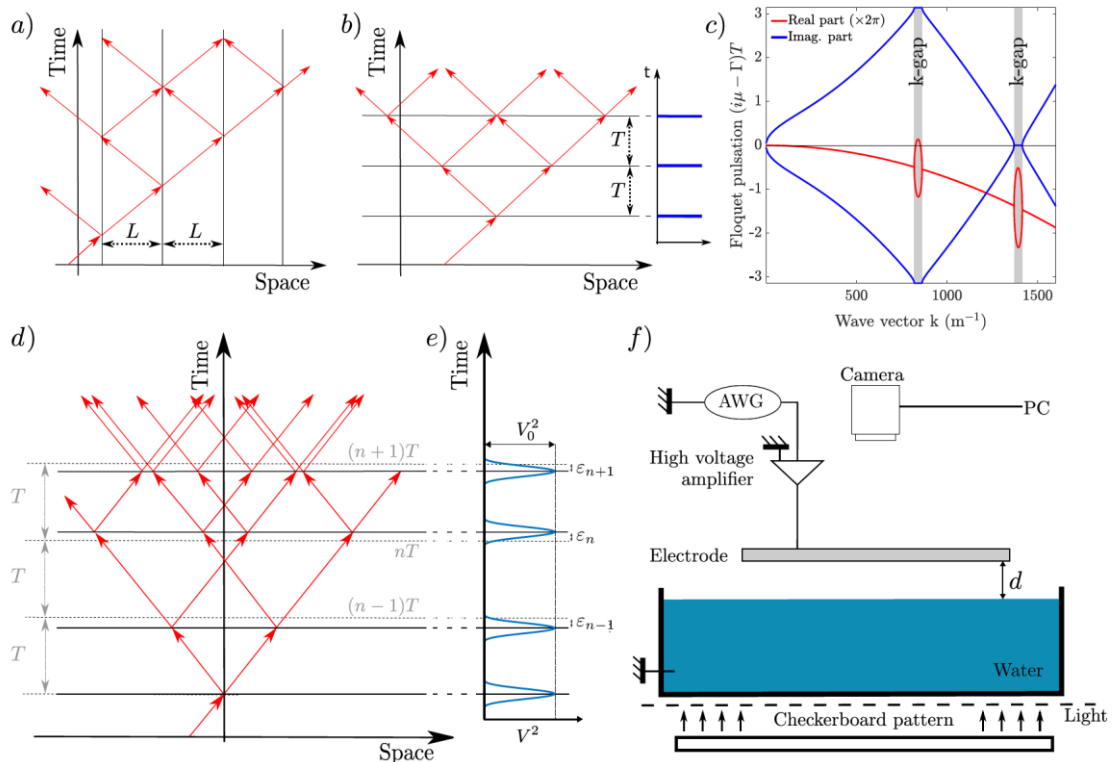 a)
Time
L
L
Space
b)
Time
t
T
T
Space
c)
Floquet pulsation (iμ − Γ)T
3
2
1
0
-1
-2
-3
Real part (×2π)
Imag. part
k-gap
k-gap
500
1000
1500
Wave vector k (m⁻¹)
d)
Time
(n + 1)T
T
nT
T
(n − 1)T
T
Space
e)
Time
V₀²
εₙ₊₁
εₙ
εₙ₋₁
V²
f)
Camera
AWG
PC
High voltage
amplifier
Electrode
d
Water
Light
Checkerboard pattern